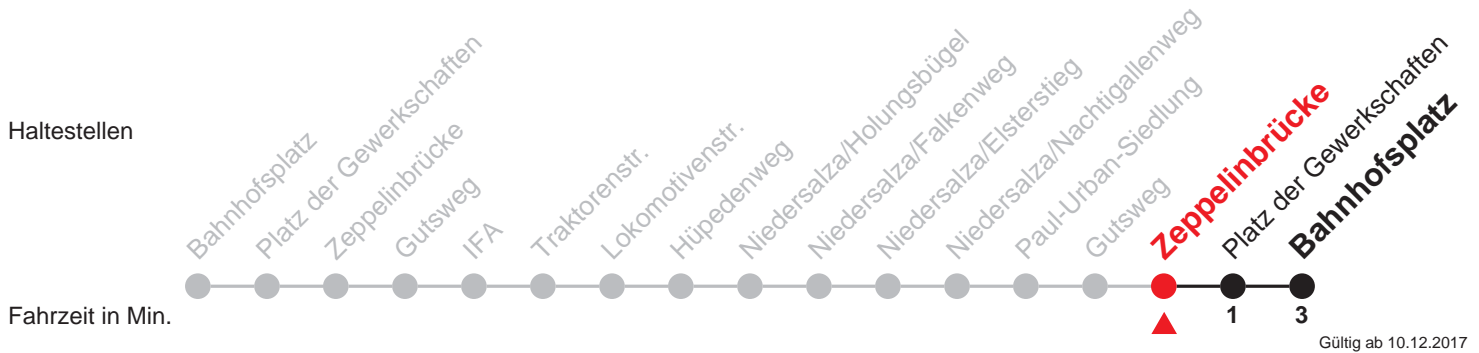 Haltestellen
Bahnhofsplatz
Platz der Gewerkschaften
Zeppelinbrücke
Gutsweg
IFA
Traktorenstr.
Lokomotivenstr.
Hüpedenweg
Niedersalza/Holungsbügel
Niedersalza/Falkenweg
Niedersalza/Elsterstieg
Niedersalza/Nachtigallenweg
Paul-Urban-Siedlung
Gutsweg
Zeppelinbrücke
Platz der Gewerkschaften
Bahnhofsplatz
Fahrzeit in Min.
1
3
Gültig ab 10.12.2017